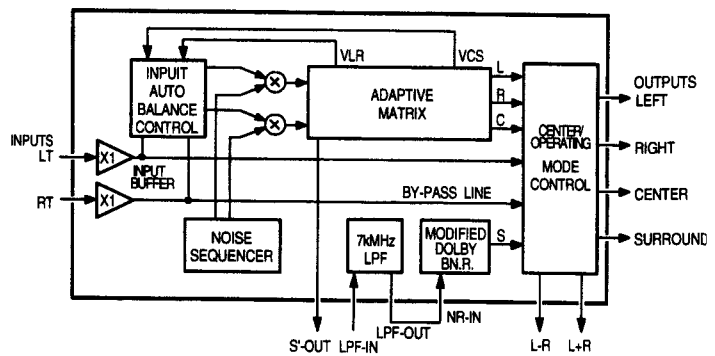 VLR
VCS
INPUIT
AUTO
BALANCE
CONTROL
ADAPTIVE
MATRIX
L
R
C
CENTER/
OPERATING
MODE
CONTROL
OUTPUTS
LEFT
RIGHT
CENTER
SURROUND
INPUTS
LT
X1
RT
X1
INPUT
BUFFER
BY-PASS LINE
NOISE
SEQUENCER
7kMHz
LPF
MODIFIED
DOLBY
BN.R.
S
S'-OUT
LPF-IN
LPF-OUT
NR-IN
L-R
L+R